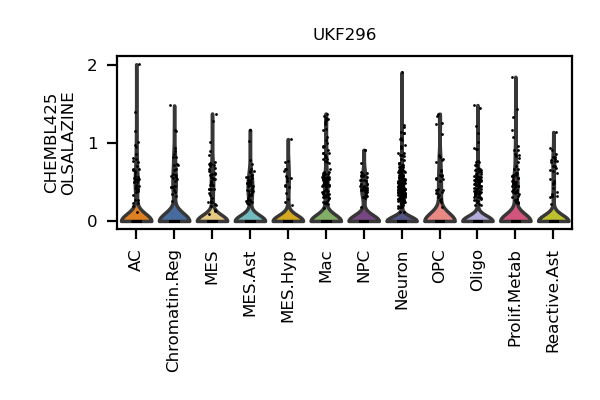 UKF296
CHEMBL425
OLSALAZINE
2
1
0
AC
Chromatin.Reg
MES
MES.Ast
MES.Hyp
Mac
NPC
Neuron
OPC
Oligo
Prolif.Metab
Reactive.Ast